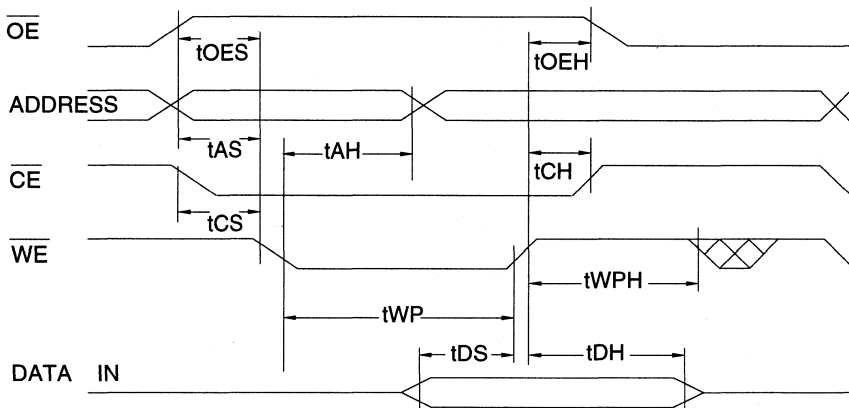 OE
tOES
tOEH
ADDRESS
tAS
tAH
tCH
CE
tCS
WE
tWPH
tWP
tDS
tDH
DATA IN